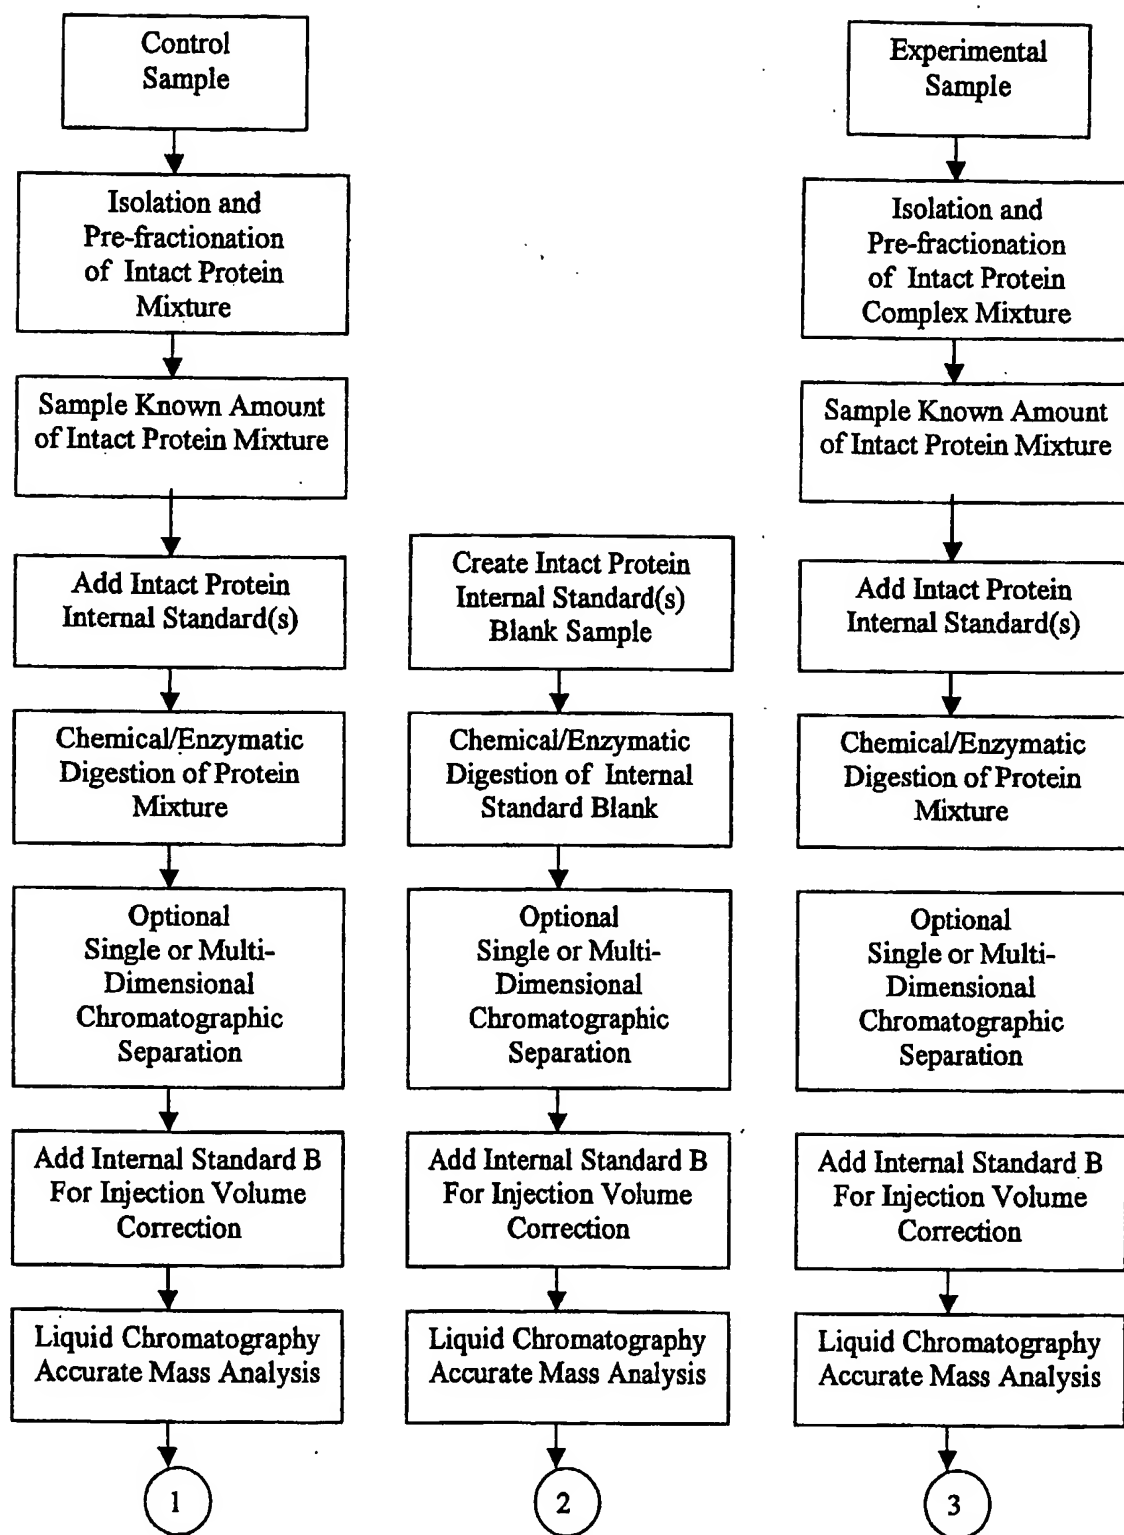 Control
Sample
Isolation and
Pre-fractionation
of Intact Protein
Mixture
Sample Known Amount
of Intact Protein Mixture
Add Intact Protein
Internal Standard(s)
Chemical/Enzymatic
Digestion of Protein
Mixture
Optional
Single or Multi-
Dimensional
Chromatographic
Separation
Add Internal Standard B
For Injection Volume
Correction
Liquid Chromatography
Accurate Mass Analysis
1
Create Intact Protein
Internal Standard(s)
Blank Sample
Chemical/Enzymatic
Digestion of Internal
Standard Blank
Optional
Single or Multi-
Dimensional
Chromatographic
Separation
Add Internal Standard B
For Injection Volume
Correction
Liquid Chromatography
Accurate Mass Analysis
2
Experimental
Sample
Isolation and
Pre-fractionation
of Intact Protein
Complex Mixture
Sample Known Amount
of Intact Protein Mixture
Add Intact Protein
Internal Standard(s)
Chemical/Enzymatic
Digestion of Protein
Mixture
Optional
Single or Multi-
Dimensional
Chromatographic
Separation
Add Internal Standard B
For Injection Volume
Correction
Liquid Chromatography
Accurate Mass Analysis
3